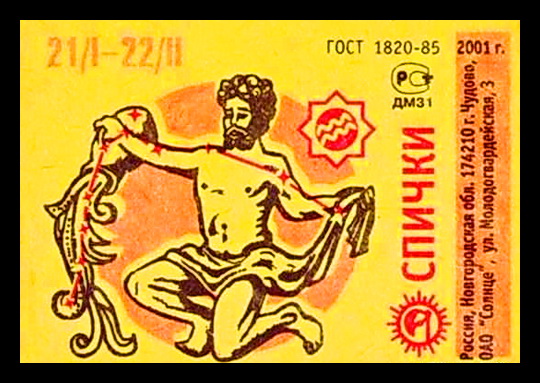 21/I–22/II
ГОСТ 1820-85
2001 г.
РСТ
ДМ31
СПИЧКИ
Россия, Новгородская обл. 174210 г. Чудово,
ОАО "Солнце", ул. Молодогвардейская, 3